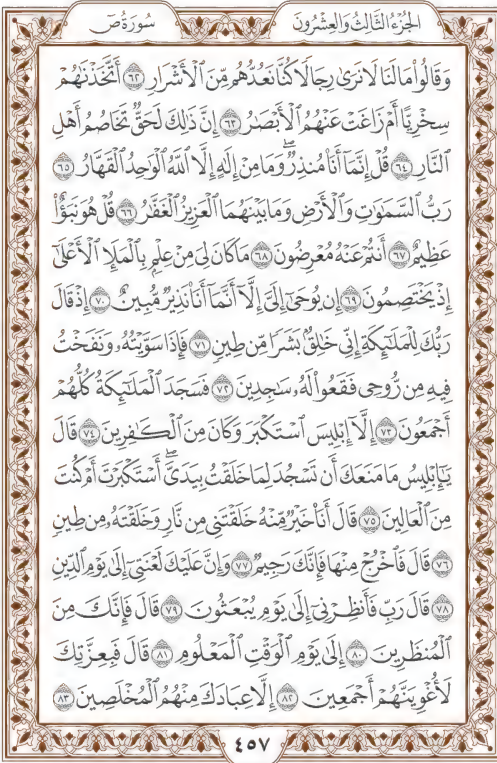 الجزء الثالث والعشرون
سورة ص
وَقَالُوا۟ مَا لَنَا لَا نَرَىٰ رِجَالًا كُنَّا نَعُدُّهُم مِّنَ ٱلْأَشْرَارِ ٦٢ أَتَّخَذْنَٰهُمْ
سِخْرِيًّا أَمْ زَاغَتْ عَنْهُمُ ٱلْأَبْصَٰرُ ٦٣ إِنَّ ذَٰلِكَ لَحَقٌّ تَخَاصُمُ أَهْلِ
ٱلنَّارِ ٦٤ قُلْ إِنَّمَآ أَنَا۠ مُنذِرٌ ۖ وَمَا مِنْ إِلَٰهٍ إِلَّا ٱللَّهُ ٱلْوَٰحِدُ ٱلْقَهَّارُ ٦٥
رَبُّ ٱلسَّمَٰوَٰتِ وَٱلْأَرْضِ وَمَا بَيْنَهُمَا ٱلْعَزِيزُ ٱلْغَفَّٰرُ ٦٦ قُلْ هُوَ نَبَؤٌا۟
عَظِيمٌ ٦٧ أَنتُمْ عَنْهُ مُعْرِضُونَ ٦٨ مَا كَانَ لِىَ مِنْ عِلْمٍۭ بِٱلْمَلَإِ ٱلْأَعْلَىٰٓ
إِذْ يَخْتَصِمُونَ ٦٩ إِن يُوحَىٰٓ إِلَىَّ إِلَّآ أَنَّمَآ أَنَا۠ نَذِيرٌ مُّبِينٌ ٧٠ إِذْ قَالَ
رَبُّكَ لِلْمَلَٰٓئِكَةِ إِنِّى خَٰلِقٌۢ بَشَرًا مِّن طِينٍ ٧١ فَإِذَا سَوَّيْتُهُۥ وَنَفَخْتُ
فِيهِ مِن رُّوحِى فَقَعُوا۟ لَهُۥ سَٰجِدِينَ ٧٢ فَسَجَدَ ٱلْمَلَٰٓئِكَةُ كُلُّهُمْ
أَجْمَعُونَ ٧٣ إِلَّآ إِبْلِيسَ ٱسْتَكْبَرَ وَكَانَ مِنَ ٱلْكَٰفِرِينَ ٧٤ قَالَ
يَٰٓإِبْلِيسُ مَا مَنَعَكَ أَن تَسْجُدَ لِمَا خَلَقْتُ بِيَدَىَّ ۖ أَسْتَكْبَرْتَ أَمْ كُنتَ
مِنَ ٱلْعَالِينَ ٧٥ قَالَ أَنَا۠ خَيْرٌ مِّنْهُ ۖ خَلَقْتَنِى مِن نَّارٍ وَخَلَقْتَهُۥ مِن طِينٍ
٧٦ قَالَ فَٱخْرُجْ مِنْهَا فَإِنَّكَ رَجِيمٌ ٧٧ وَإِنَّ عَلَيْكَ لَعْنَتِىٓ إِلَىٰ يَوْمِ ٱلدِّينِ
٧٨ قَالَ رَبِّ فَأَنظِرْنِىٓ إِلَىٰ يَوْمِ يُبْعَثُونَ ٧٩ قَالَ فَإِنَّكَ مِنَ
ٱلْمُنظَرِينَ ٨٠ إِلَىٰ يَوْمِ ٱلْوَقْتِ ٱلْمَعْلُومِ ٨١ قَالَ فَبِعِزَّتِكَ
لَأُغْوِيَنَّهُمْ أَجْمَعِينَ ٨٢ إِلَّا عِبَادَكَ مِنْهُمُ ٱلْمُخْلَصِينَ ٨٣
٤٥٧